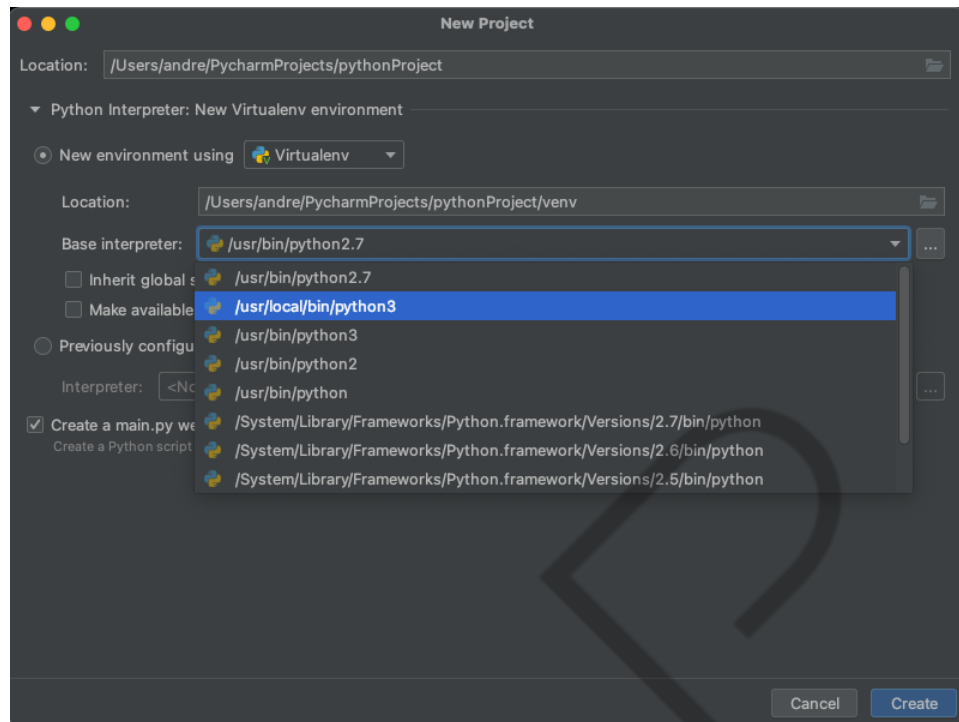 New Project
Location: /Users/andre/PycharmProjects/pythonProject
Python Interpreter: New Virtualenv environment
New environment using Virtualenv
Location: /Users/andre/PycharmProjects/pythonProject/venv
Base interpreter: /usr/bin/python2.7 ...
Inherit global s /usr/bin/python2.7
/usr/local/bin/python3
Make available
/usr/bin/python3
Previously configu
/usr/bin/python2
Interpreter: <No /usr/bin/python ...
Create a main.py we /System/Library/Frameworks/Python.framework/Versions/2.7/bin/python
Create a Python script /System/Library/Frameworks/Python.framework/Versions/2.6/bin/python
/System/Library/Frameworks/Python.framework/Versions/2.5/bin/python
Cancel Create